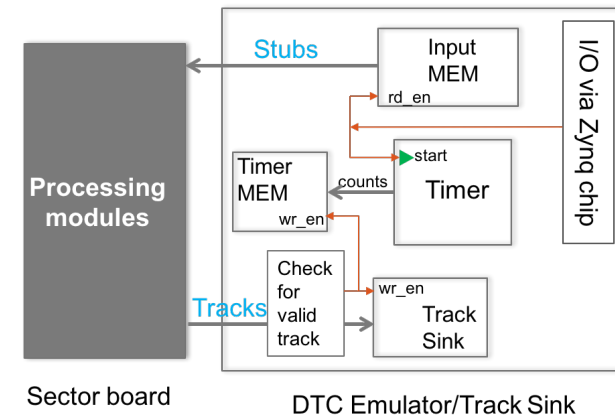 Stubs
Input
MEM
rd_en
I/O via Zynq chip
start
Timer
MEM
wr_en
counts
Timer
Processing
modules
Check
for
valid
track
Tracks
wr_en
Track
Sink
Sector board
DTC Emulator/Track Sink